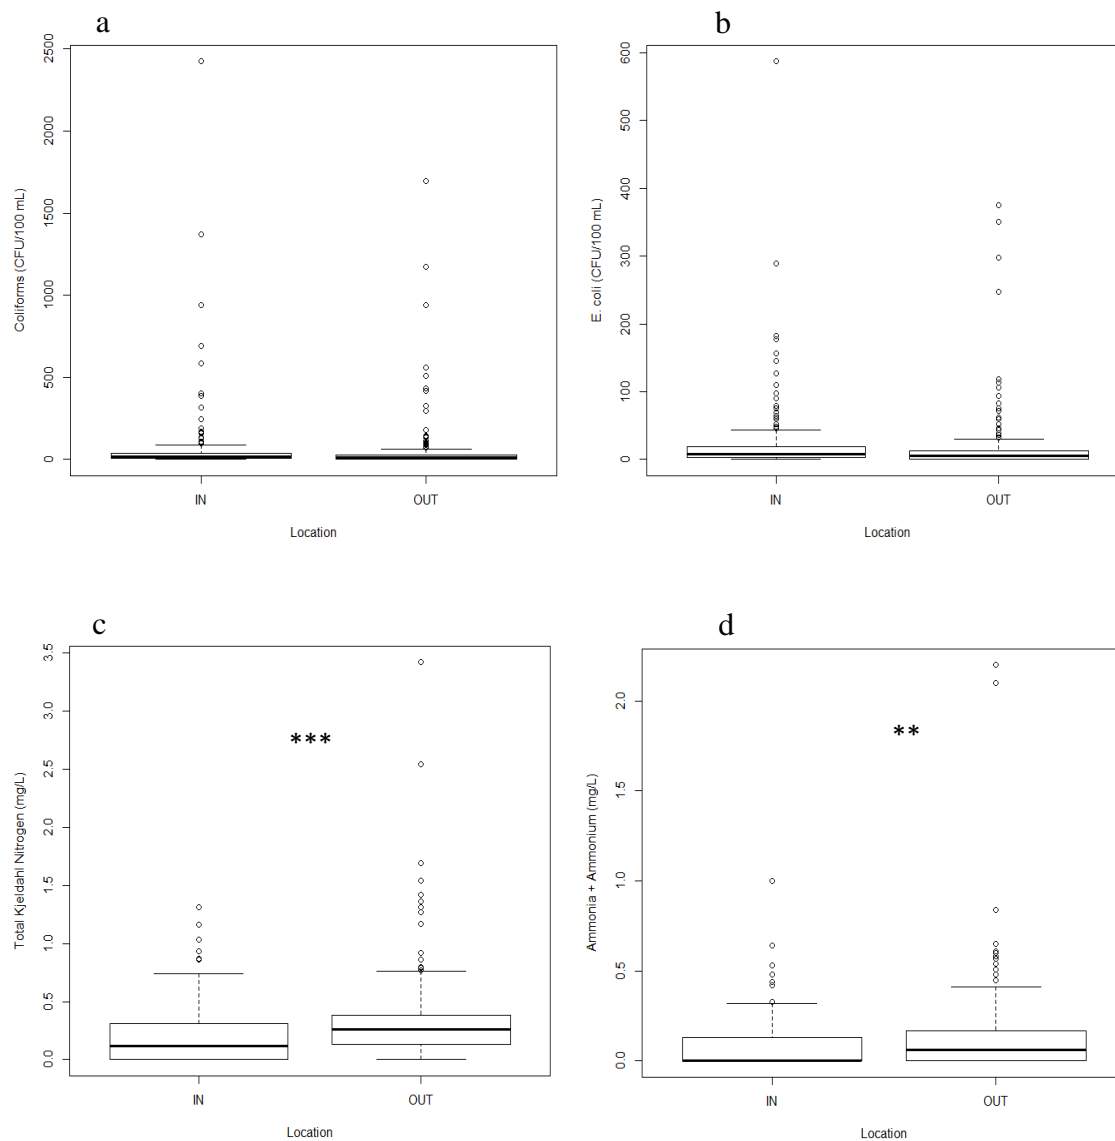 a
Coliforms (CFU/100 mL)
2500
2000
1500
1000
500
0
IN OUT
Location
b
E. coli (CFU/100 mL)
600
500
400
300
200
100
0
IN OUT
Location
c
Total Kjeldahl Nitrogen (mg/L)
3.5
3.0
2.5
2.0
1.5
1.0
0.5
0.0
***
IN OUT
Location
d
Ammonia + Ammonium (mg/L)
2.0
1.5
1.0
0.5
0.0
**
IN OUT
Location